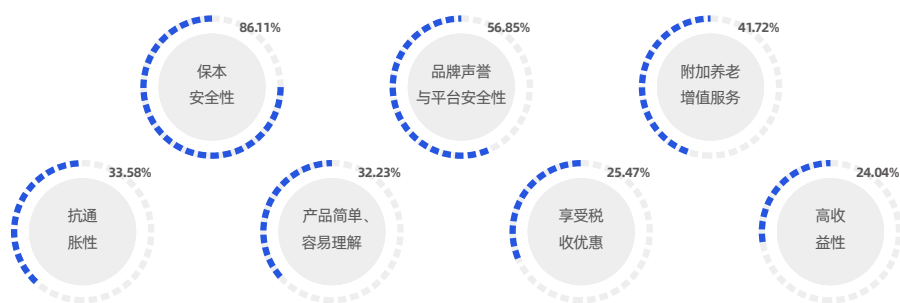 86.11%
保本
安全性
56.85%
品牌声誉
与平台安全性
41.72%
附加养老
增值服务
33.58%
抗通
胀性
32.23%
产品简单、
容易理解
25.47%
享受税
收优惠
24.04%
高收
益性